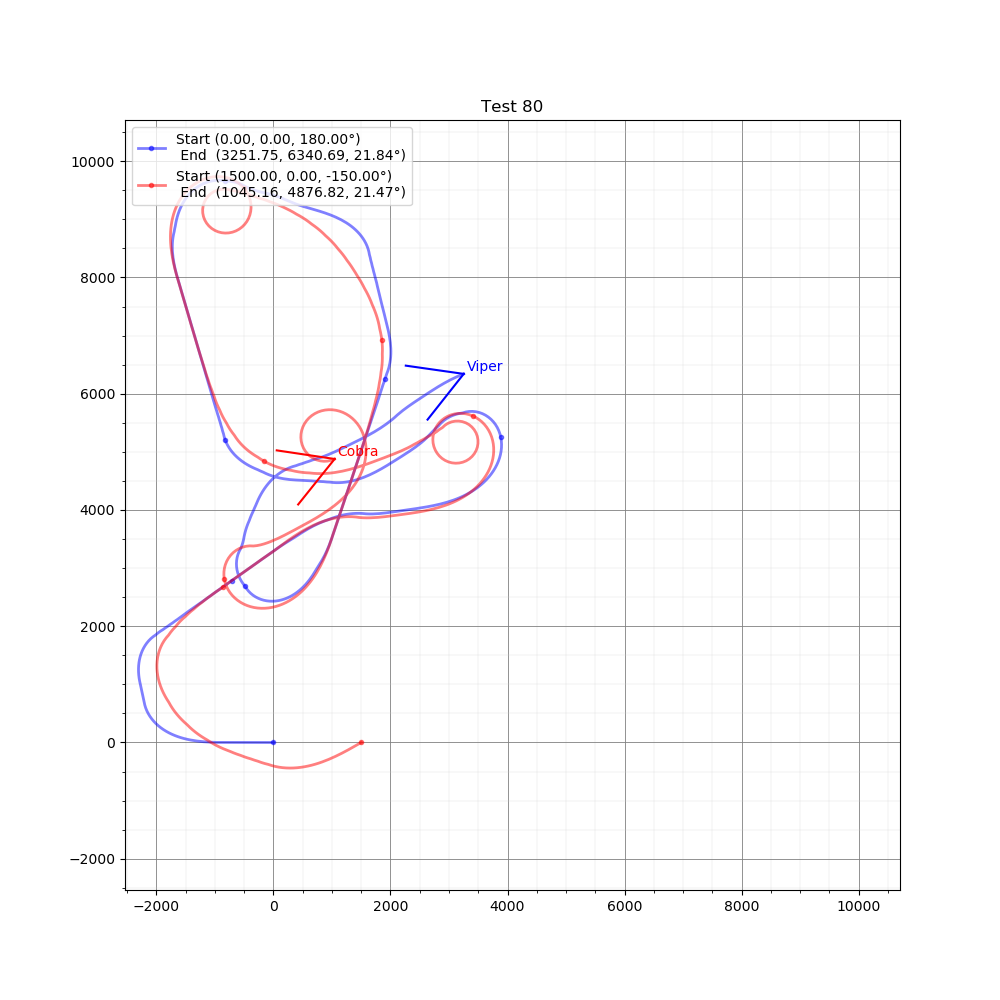 Test 80
Start (0.00, 0.00, 180.00°)
End (3251.75, 6340.69, 21.84°)
Start (1500.00, 0.00, -150.00°)
End (1045.16, 4876.82, 21.47°)
10000
8000
Viper
6000
Cobra
4000
2000
0
−2000
−2000 0 2000 4000 6000 8000 10000